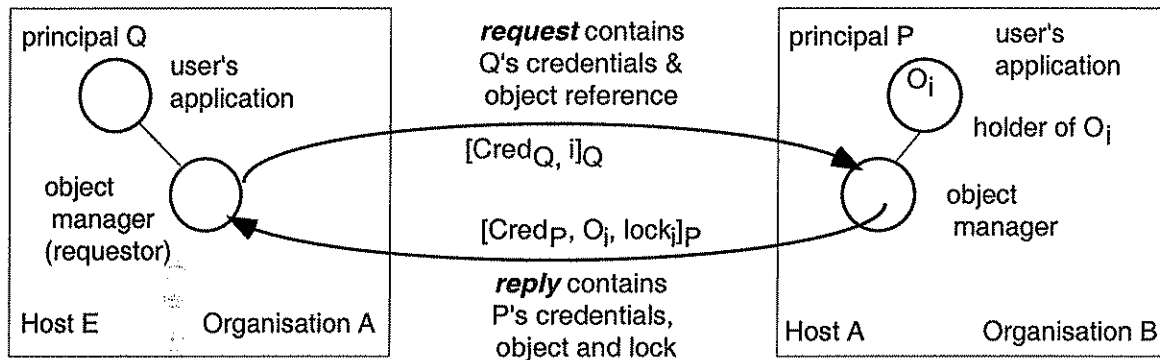 principal Q
user's
application
object
manager
(requestor)
Host E
Organisation A
request contains
Q's credentials &
object reference
[CredQ, i]Q
[CredP, Oi, locki]P
reply contains
P's credentials,
object and lock
principal P
user's
application
Oi
holder of Oi
object
manager
Host A
Organisation B